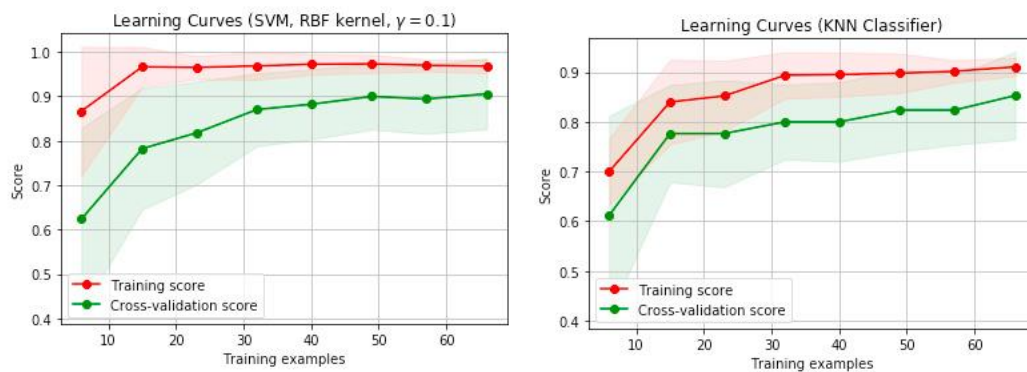 Learning Curves (SVM, RBF kernel, γ = 0.1)
1.0
0.9
0.8
0.7
0.6
0.5
0.4
Score
Training score
Cross-validation score
10 20 30 40 50 60
Training examples
Learning Curves (KNN Classifier)
0.9
0.8
0.7
0.6
0.5
0.4
Score
Training score
Cross-validation score
10 20 30 40 50 60
Training examples